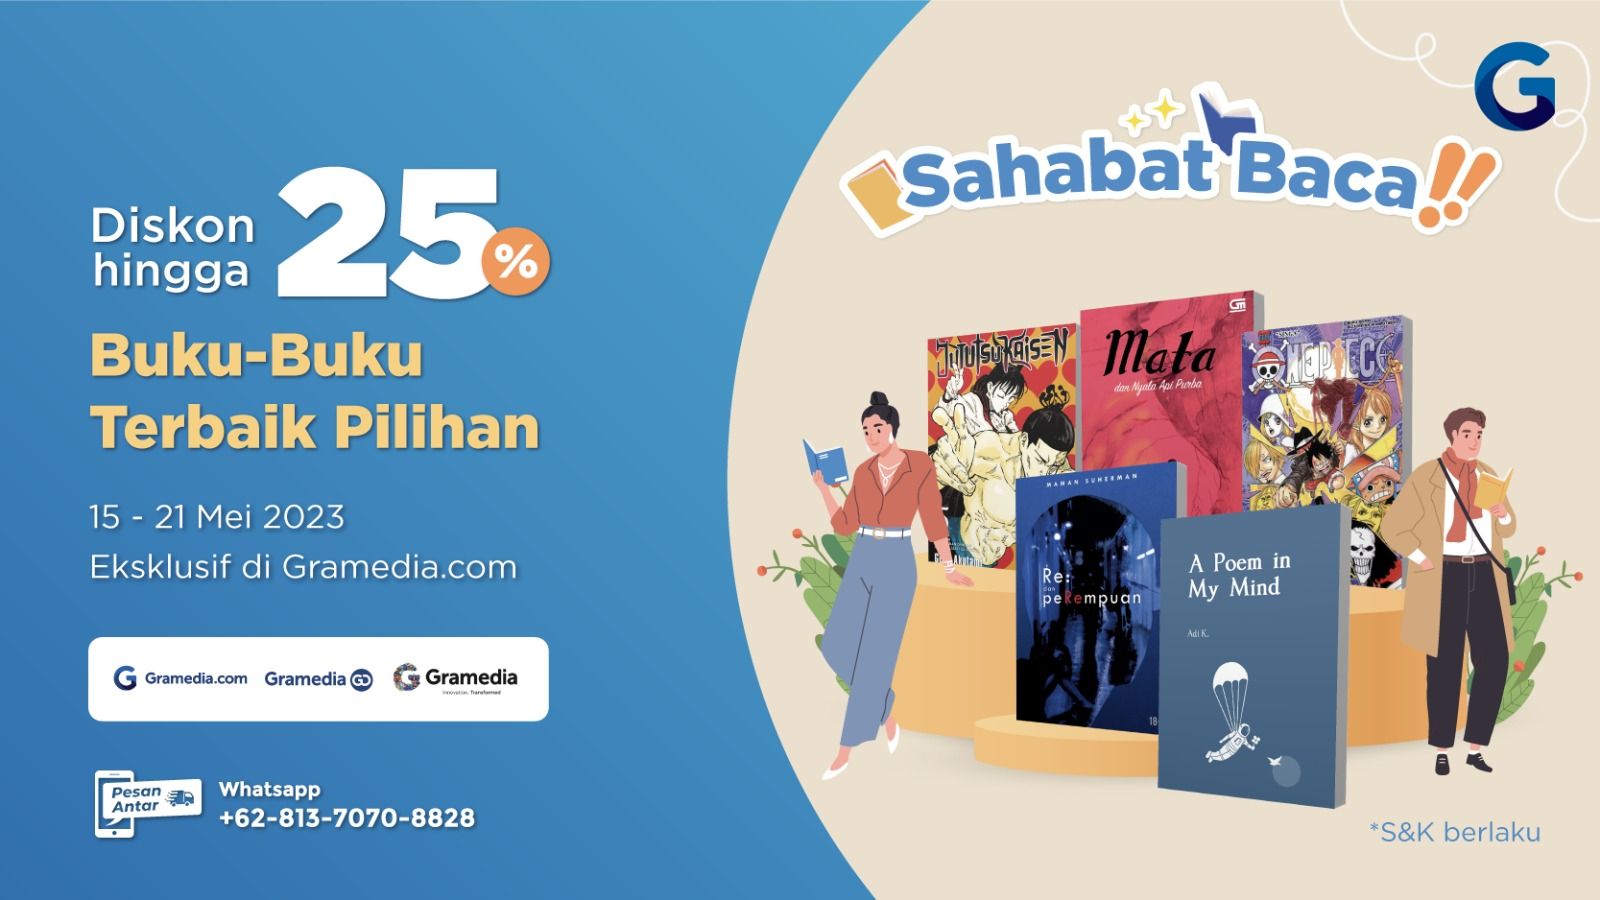 Diskon
hingga
25%
Buku-Buku
Terbaik Pilihan
15 - 21 Mei 2023
Eksklusif di Gramedia.com
G Gramedia.com
Gramedia GD
Gramedia
Pesan
Antar
Whatsapp
+62-813-7070-8828
G
Sahabat Baca!!
JUJUTSU KAISEN
Mata
dan Nyala Api Purba
ONE PIECE
MAMAN SUHERMAN
Re:
dan
peRempuan
A Poem in
My Mind
Adi K.
*S&K berlaku